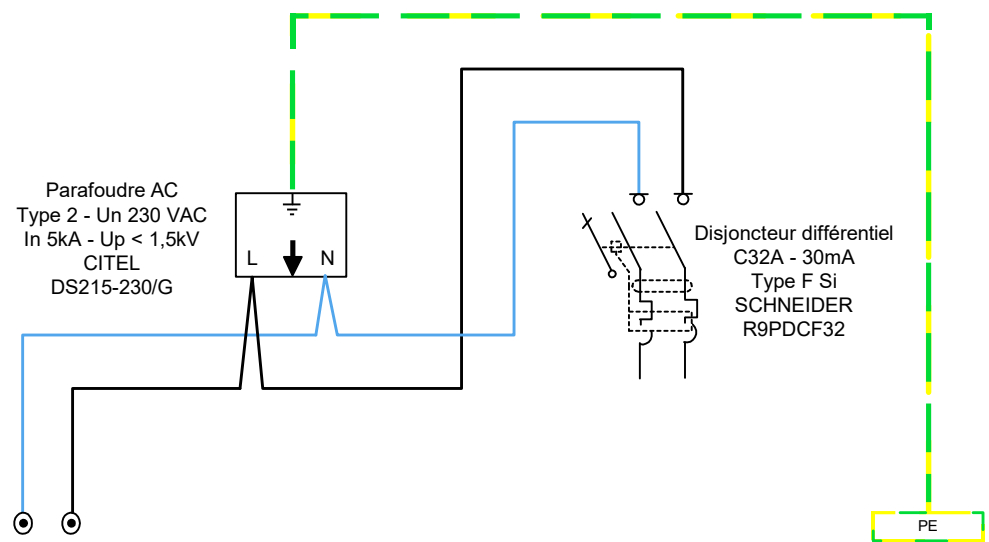 Parafoudre AC
Type 2 - Un 230 VAC
In 5kA - Up < 1,5kV
CITEL
DS215-230/G
L
N
Disjoncteur différentiel
C32A - 30mA
Type F Si
SCHNEIDER
R9PDCF32
PE